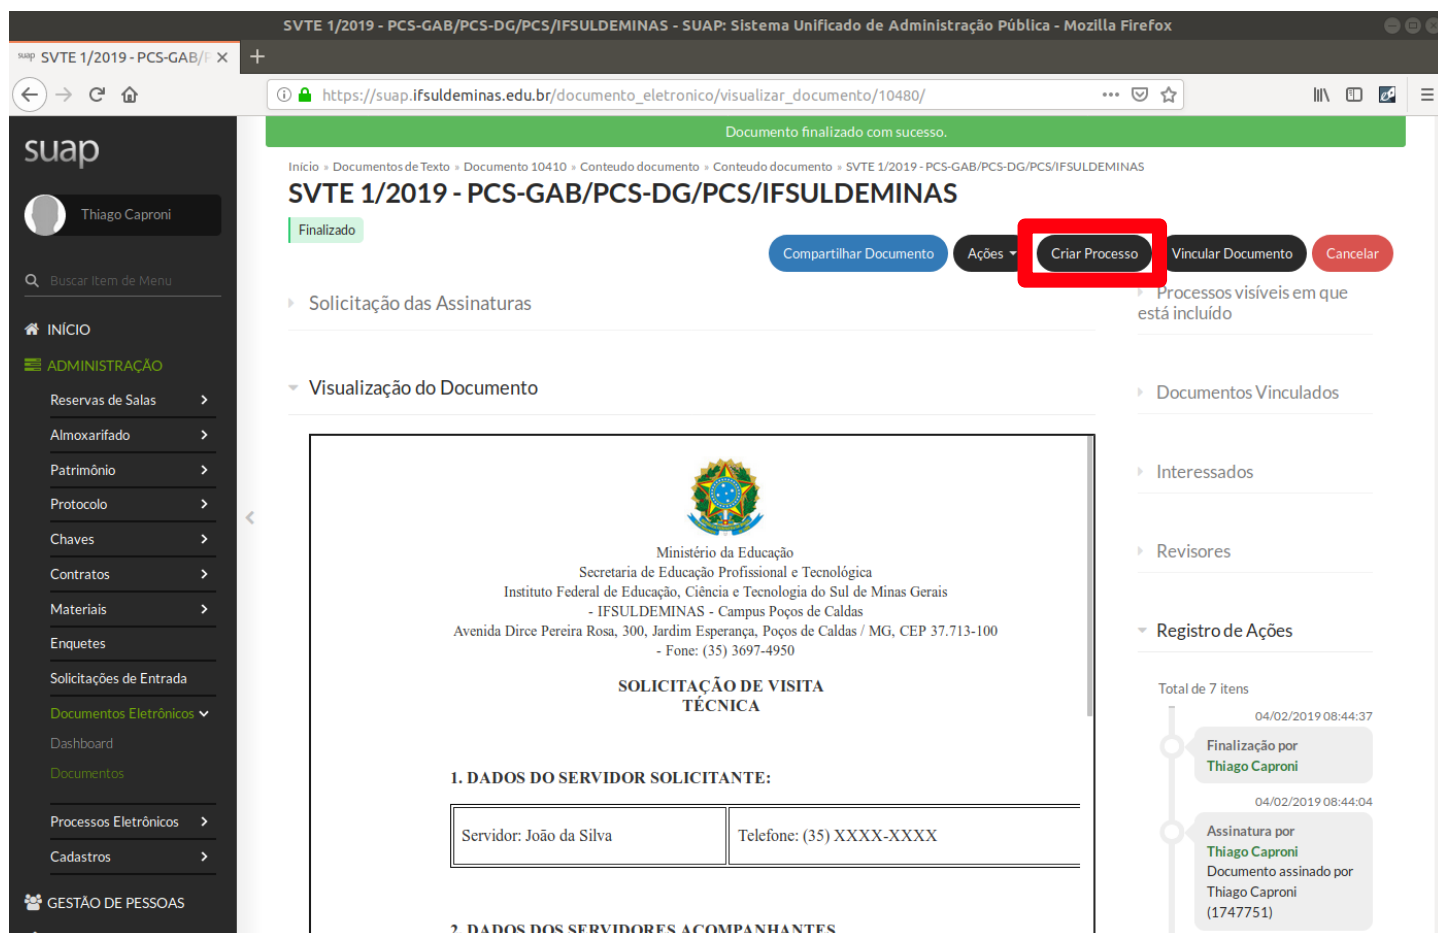 SVTE 1/2019 - PCS-GAB/PCS-DG/PCS/IFSULDEMINAS - SUAP: Sistema Unificado de Administração Pública - Mozilla Firefox
suap SVTE 1/2019 - PCS-GAB/F
https://suap.ifsuldeminas.edu.br/documento_eletronico/visualizar_documento/10480/
suap
Thiago Caproni
Buscar Item de Menu
INÍCIO
ADMINISTRAÇÃO
Reservas de Salas
Almoxarifado
Patrimônio
Protocolo
Chaves
Contratos
Materiais
Enquetes
Solicitações de Entrada
Documentos Eletrônicos
Dashboard
Documentos
Processos Eletrônicos
Cadastros
GESTÃO DE PESSOAS
Documento finalizado com sucesso.
Início » Documentos de Texto » Documento 10410 » Conteudo documento » Conteudo documento » SVTE 1/2019 - PCS-GAB/PCS-DG/PCS/IFSULDEMINAS
SVTE 1/2019 - PCS-GAB/PCS-DG/PCS/IFSULDEMINAS
Finalizado
Compartilhar Documento
Ações
Criar Processo
Vincular Documento
Cancelar
Solicitação das Assinaturas
Visualização do Documento
Ministério da Educação
Secretaria de Educação Profissional e Tecnológica
Instituto Federal de Educação, Ciência e Tecnologia do Sul de Minas Gerais
- IFSULDEMINAS - Campus Poços de Caldas
Avenida Dirce Pereira Rosa, 300, Jardim Esperança, Poços de Caldas / MG, CEP 37.713-100
- Fone: (35) 3697-4950
SOLICITAÇÃO DE VISITA
TÉCNICA
1. DADOS DO SERVIDOR SOLICITANTE:
Servidor: João da Silva
Telefone: (35) XXXX-XXXX
2. DADOS DOS SERVIDORES ACOMPANHANTES
Processos visíveis em que
está incluído
Documentos Vinculados
Interessados
Revisores
Registro de Ações
Total de 7 itens
04/02/2019 08:44:37
Finalização por
Thiago Caproni
04/02/2019 08:44:04
Assinatura por
Thiago Caproni
Documento assinado por
Thiago Caproni
(1747751)